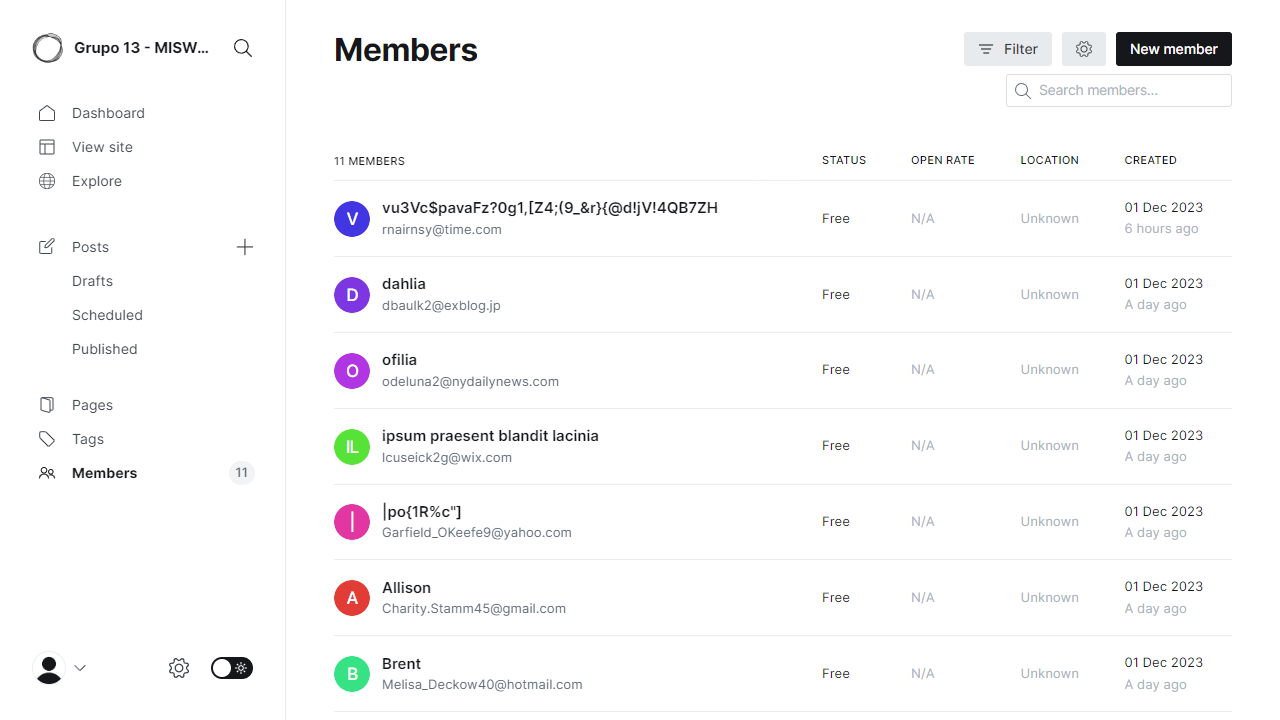 Grupo 13 - MISW...
Dashboard
View site
Explore
Posts
Drafts
Scheduled
Published
Pages
Tags
Members 11
Members
Filter
New member
Search members...
11 MEMBERS STATUS OPEN RATE LOCATION CREATED
V vu3Vc$pavaFz?0g1,[Z4;(9_&r}{@d!jV!4QB7ZH
rnairnsy@time.com
Free N/A Unknown 01 Dec 2023
6 hours ago
D dahlia
dbaulk2@exblog.jp
Free N/A Unknown 01 Dec 2023
A day ago
O ofilia
odeluna2@nydailynews.com
Free N/A Unknown 01 Dec 2023
A day ago
IL ipsum praesent blandit lacinia
lcuseick2g@wix.com
Free N/A Unknown 01 Dec 2023
A day ago
| |po{1R%c"]
Garfield_OKeefe9@yahoo.com
Free N/A Unknown 01 Dec 2023
A day ago
A Allison
Charity.Stamm45@gmail.com
Free N/A Unknown 01 Dec 2023
A day ago
B Brent
Melisa_Deckow40@hotmail.com
Free N/A Unknown 01 Dec 2023
A day ago